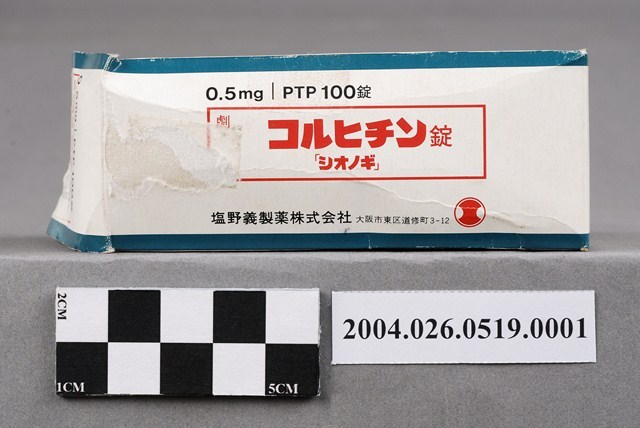 0.5mg | PTP 100錠
劇
コルヒチン錠
「シオノギ」
塩野義製薬株式会社 大阪市東区道修町3-12
2CM
1CM 5CM
2004.026.0519.0001